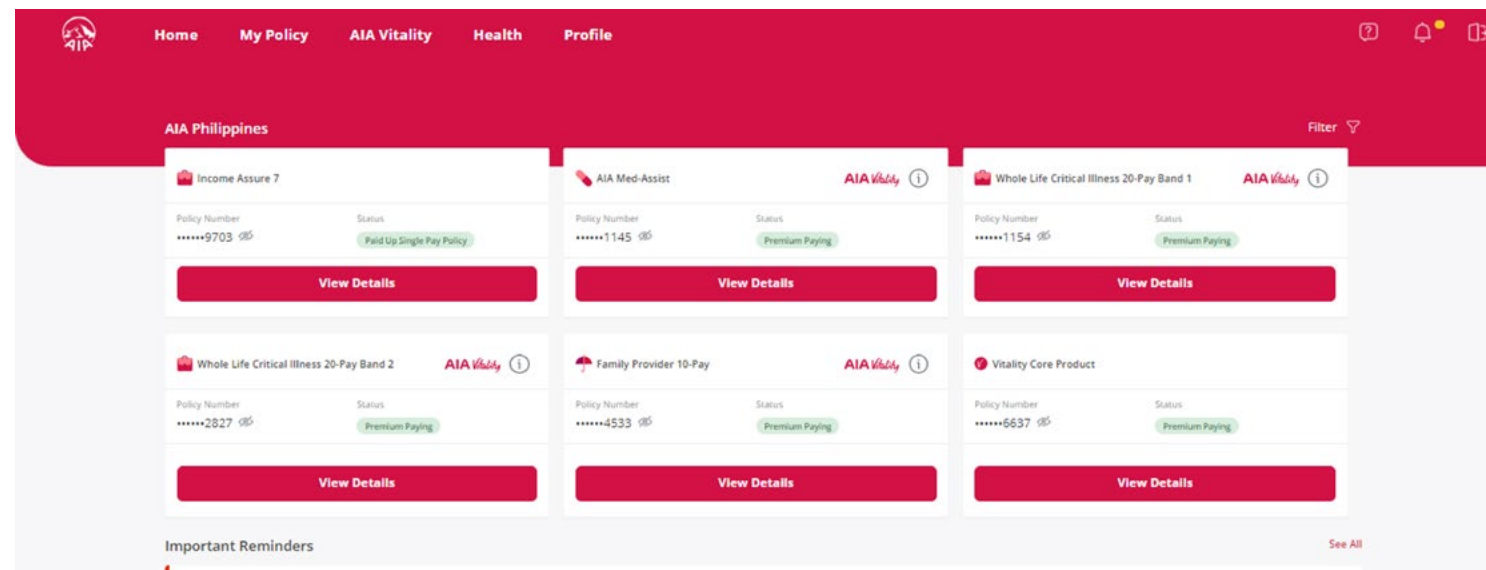 Home My Policy AIA Vitality Health Profile
AIA
AIA Philippines
Filter
Income Assure 7
Policy Number Status
••••••9703 Paid Up Single Pay Policy
View Details
AIA Med-Assist AIA Vitality
Policy Number Status
••••••1145 Premium Paying
View Details
Whole Life Critical Illness 20-Pay Band 1 AIA Vitality
Policy Number Status
••••••1154 Premium Paying
View Details
Whole Life Critical Illness 20-Pay Band 2 AIA Vitality
Policy Number Status
••••••2827 Premium Paying
View Details
Family Provider 10-Pay AIA Vitality
Policy Number Status
••••••4533 Premium Paying
View Details
Vitality Core Product
Policy Number Status
••••••6637 Premium Paying
View Details
Important Reminders
See All